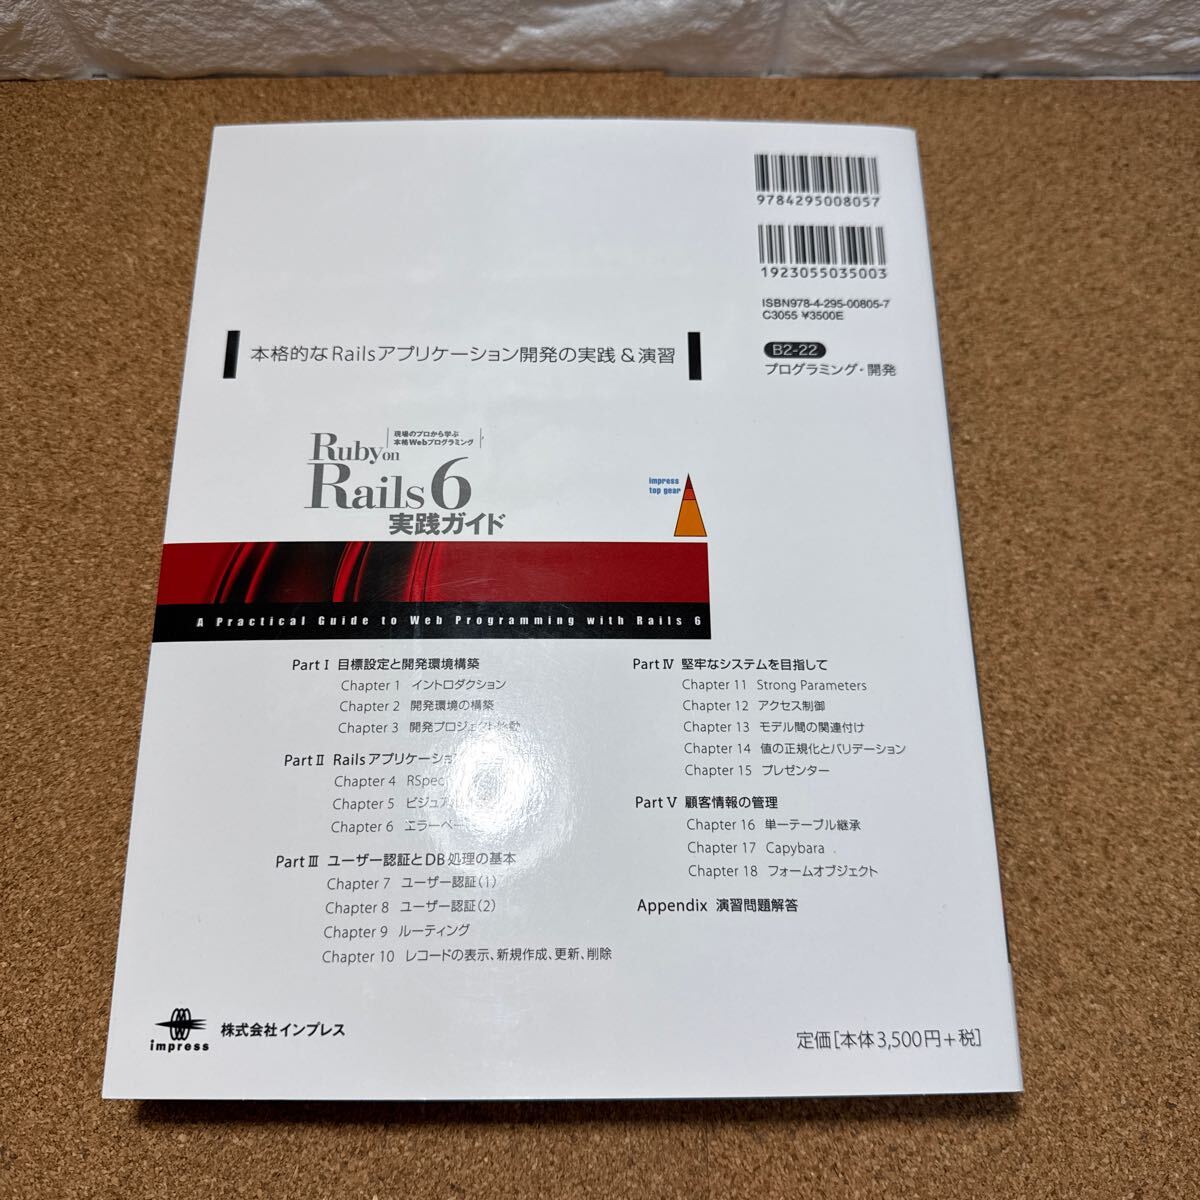 9784295008057
1923055035003
ISBN978-4-295-00805-7
C3055 ¥3500E
B2-22
プログラミング・開発
本格的なRailsアプリケーション開発の実践&演習
現場のプロから学ぶ
本格Webプログラミング
Ruby on
Rails 6
実践ガイド
impress
top gear
A Practical Guide to Web Programming with Rails 6
Part Ⅰ 目標設定と開発環境構築
Chapter 1 イントロダクション
Chapter 2 開発環境の構築
Chapter 3 開発プロジェクト始動
Part Ⅱ Railsアプリケーション
Chapter 4 RSpec
Chapter 5 ビジュアル
Chapter 6 エラーペー
Part Ⅲ ユーザー認証とDB処理の基本
Chapter 7 ユーザー認証(1)
Chapter 8 ユーザー認証(2)
Chapter 9 ルーティング
Chapter 10 レコードの表示、新規作成、更新、削除
Part Ⅳ 堅牢なシステムを目指して
Chapter 11 Strong Parameters
Chapter 12 アクセス制御
Chapter 13 モデル間の関連付け
Chapter 14 値の正規化とバリデーション
Chapter 15 プレゼンター
Part Ⅴ 顧客情報の管理
Chapter 16 単一テーブル継承
Chapter 17 Capybara
Chapter 18 フォームオブジェクト
Appendix 演習問題解答
impress
株式会社インプレス
定価[本体3,500円+税]